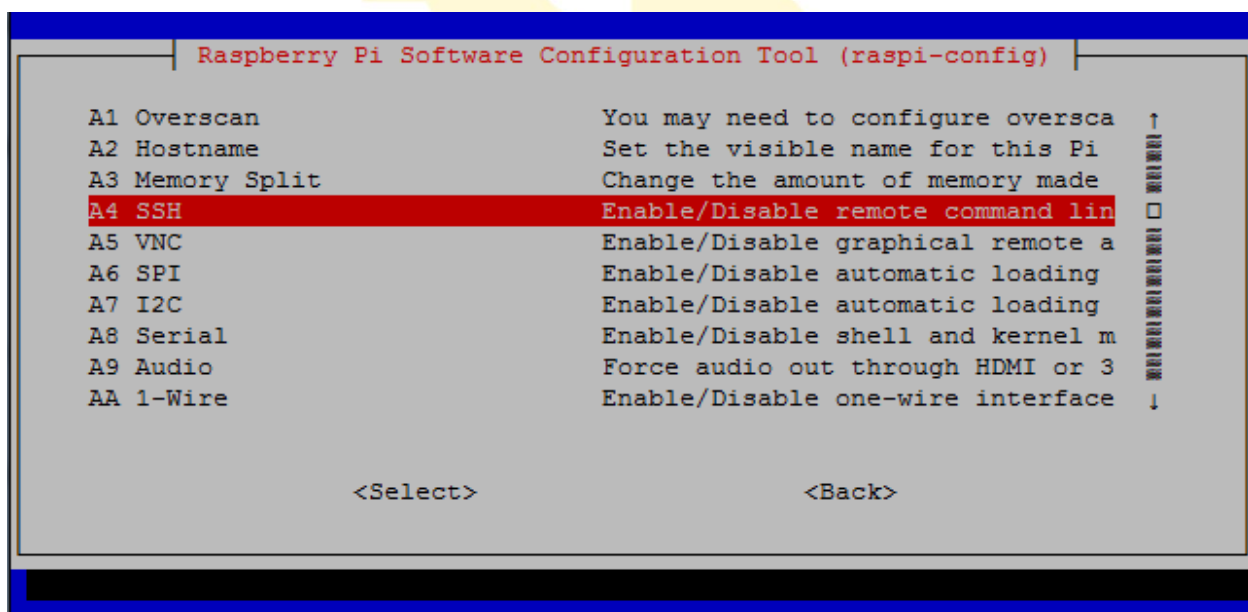 Raspberry Pi Software Configuration Tool (raspi-config)
A1 Overscan You may need to configure oversca
A2 Hostname Set the visible name for this Pi
A3 Memory Split Change the amount of memory made
A4 SSH Enable/Disable remote command lin
A5 VNC Enable/Disable graphical remote a
A6 SPI Enable/Disable automatic loading
A7 I2C Enable/Disable automatic loading
A8 Serial Enable/Disable shell and kernel m
A9 Audio Force audio out through HDMI or 3
AA 1-Wire Enable/Disable one-wire interface
<Select> <Back>